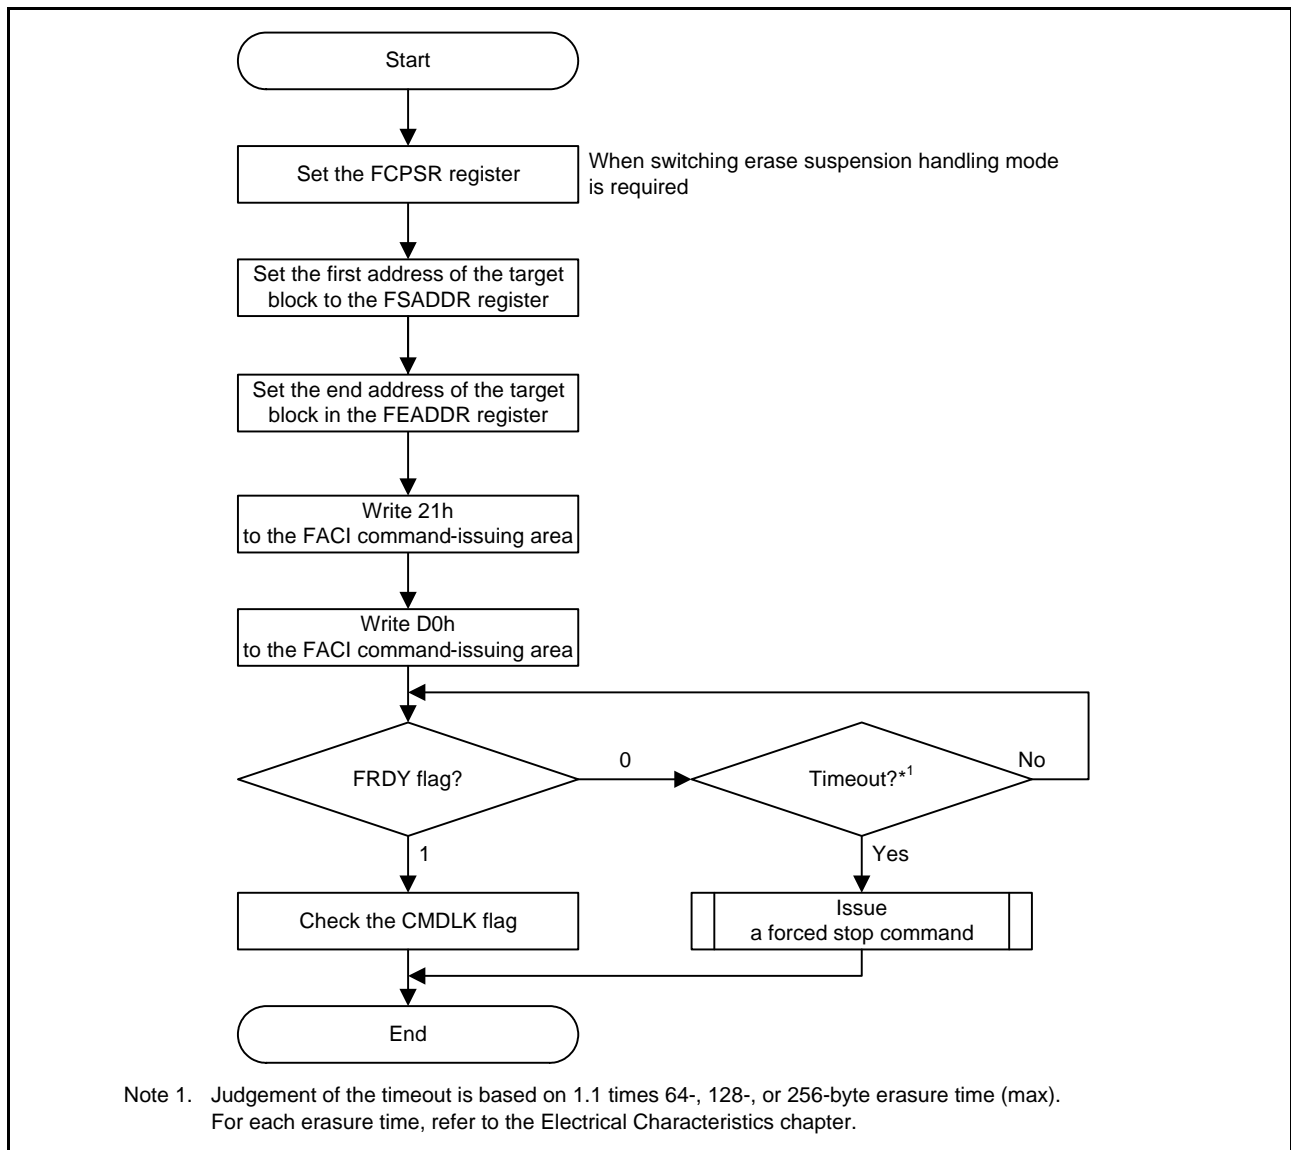 Start
Set the FCPSR register
When switching erase suspension handling mode
is required
Set the first address of the target
block to the FSADDR register
Set the end address of the target
block in the FEADDR register
Write 21h
to the FACI command-issuing area
Write D0h
to the FACI command-issuing area
FRDY flag?
0
Timeout?*1
No
1
Yes
Check the CMDLK flag
Issue
a forced stop command
End
Note 1. Judgement of the timeout is based on 1.1 times 64-, 128-, or 256-byte erasure time (max).
For each erasure time, refer to the Electrical Characteristics chapter.